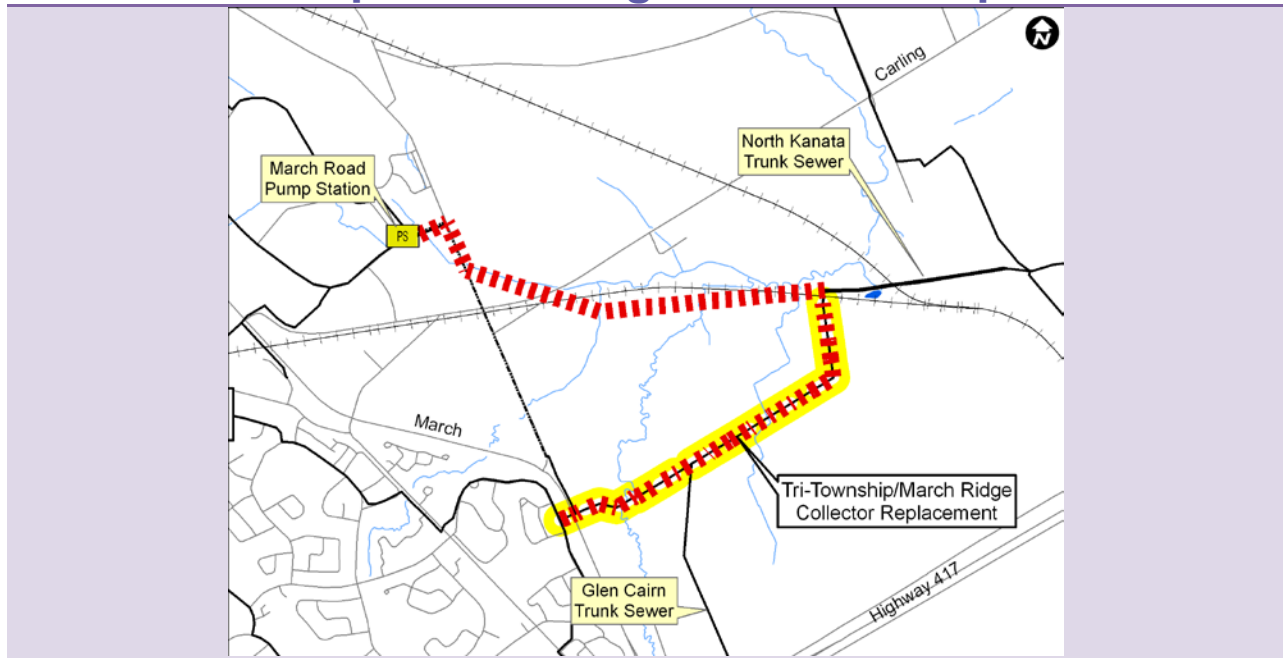 N
Carling
North Kanata
Trunk Sewer
March Road
Pump Station
PS
March
Tri-Township/March Ridge
Collector Replacement
Glen Cairn
Trunk Sewer
Highway 417